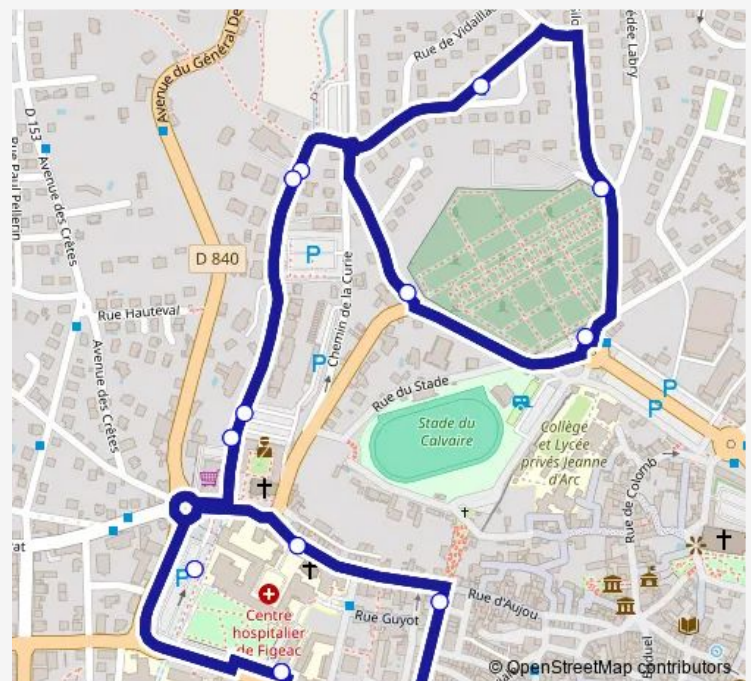 Avenue du Général De
Rue de Vidailla
édée Labry
D 153
Rue Paul Pellerin
Avenue des Crêtes
D 840
P
Chemin de la Curie
Rue Hauteval
Avenue des Crêtes
P
Rue du Stade
P
P
Stade du
Calvaire
Collège
et Lycée
privés Jeanne
d'Arc
Rue de Colomb
P
Rue d'Aujou
Rue Guyot
Centre
hospitalier
de Figeac
© OpenStreetMap contributors